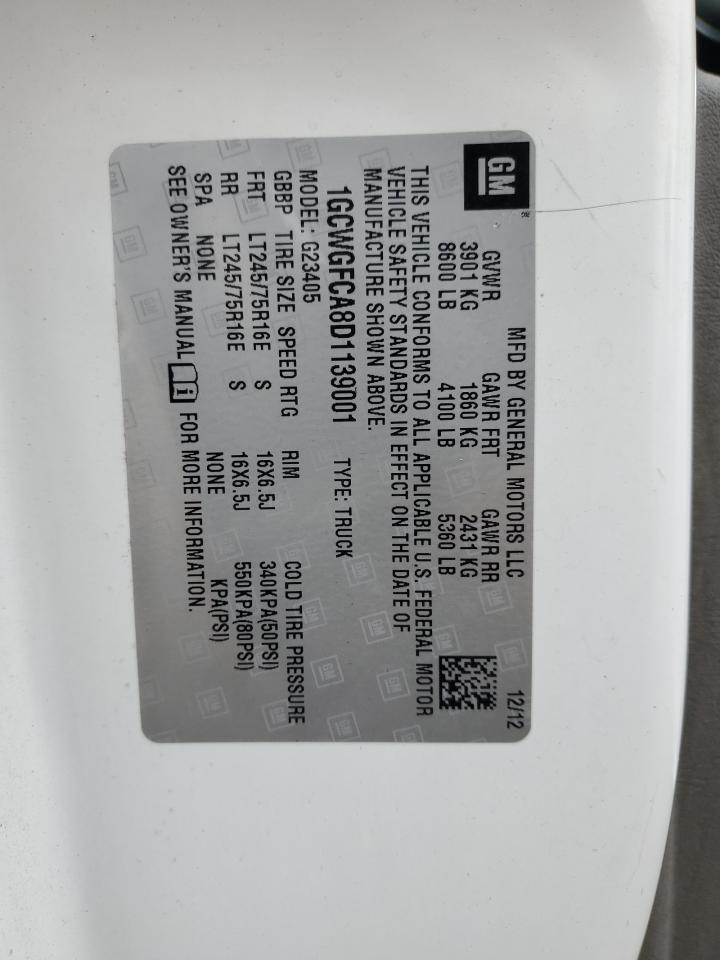 GM
MFD BY GENERAL MOTORS LLC 12/12
GVWR GAWR FRT GAWR RR
3901 KG 1860 KG 2431 KG
8600 LB 4100 LB 5360 LB
THIS VEHICLE CONFORMS TO ALL APPLICABLE U.S. FEDERAL MOTOR
VEHICLE SAFETY STANDARDS IN EFFECT ON THE DATE OF
MANUFACTURE SHOWN ABOVE.
1GCWGFCA8D1139001 TYPE: TRUCK
MODEL: G23405
GBBP TIRE SIZE SPEED RTG RIM COLD TIRE PRESSURE
FRT LT245/75R16E S 16X6.5J 340KPA(50PSI)
RR LT245/75R16E S 16X6.5J 550KPA(80PSI)
SPA NONE NONE KPA(PSI)
SEE OWNER'S MANUAL i FOR MORE INFORMATION.